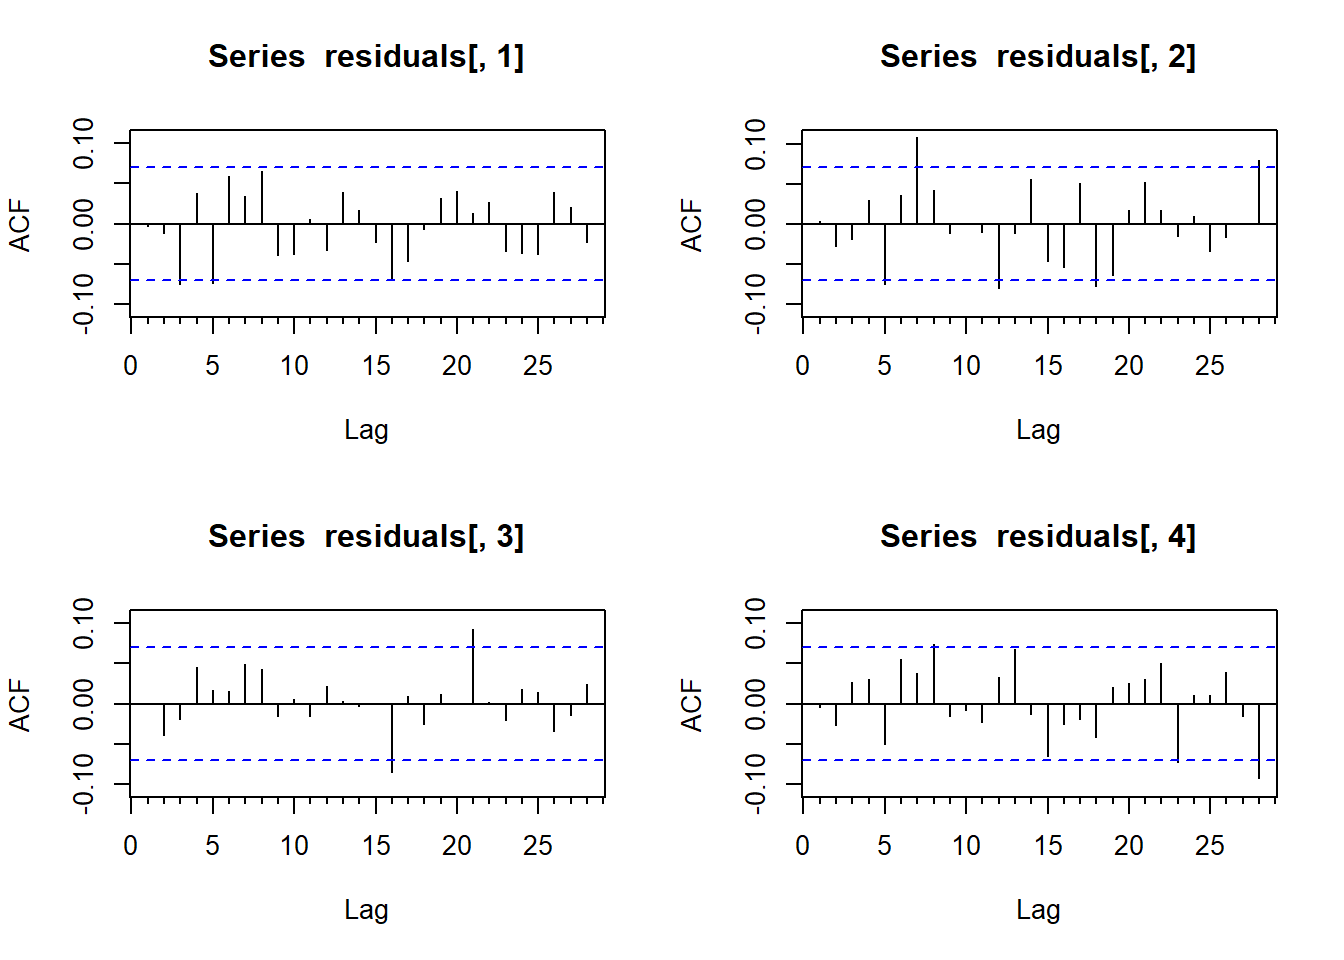 Series  residuals[, 1]
ACF
0.10
0.00
-0.10
0 5 10 15 20 25
Lag
Series  residuals[, 2]
ACF
0.10
0.00
-0.10
0 5 10 15 20 25
Lag
Series  residuals[, 3]
ACF
0.10
0.00
-0.10
0 5 10 15 20 25
Lag
Series  residuals[, 4]
ACF
0.10
0.00
-0.10
0 5 10 15 20 25
Lag